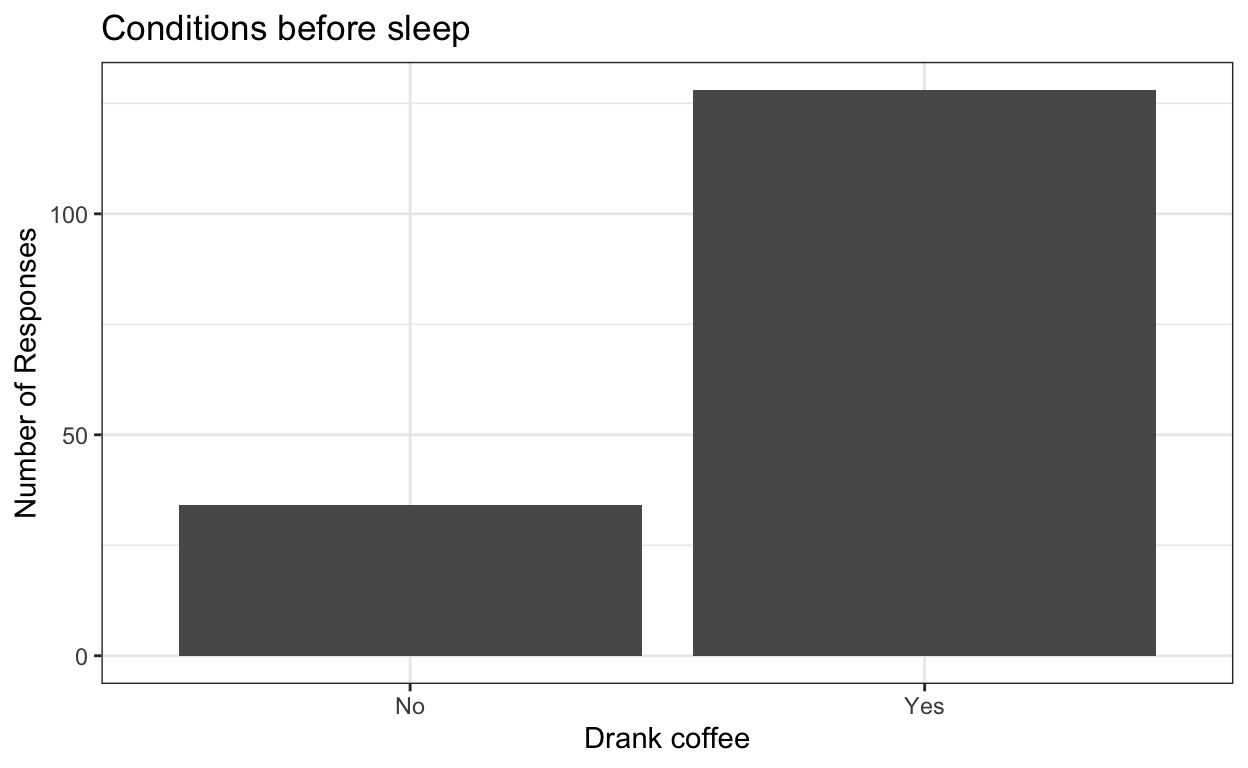 Conditions before sleep
Number of Responses
100
50
0
No
Yes
Drank coffee